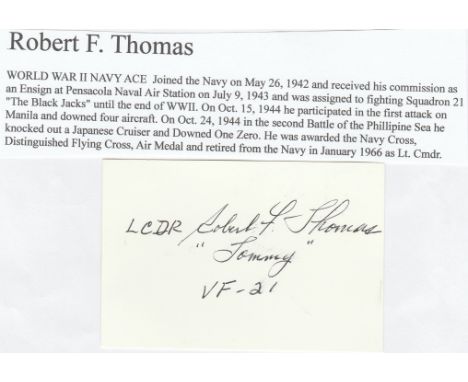 Robert F. Thomas
WORLD WAR II NAVY ACE Joined the Navy on May 26, 1942 and received his commission as
an Ensign at Pensacola Naval Air Station on July 9, 1943 and was assigned to fighting Squadron 21
"The Black Jacks" until the end of WWII. On Oct. 15, 1944 he participated in the first attack on
Manila and downed four aircraft. On Oct. 24, 1944 in the second Battle of the Phillipine Sea he
knocked out a Japanese Cruiser and Downed One Zero. He was awarded the Navy Cross,
Distinguished Flying Cross, Air Medal and retired from the Navy in January 1966 as Lt. Cmdr.
LCDR Robert F. Thomas
"Tommy"
VF-21